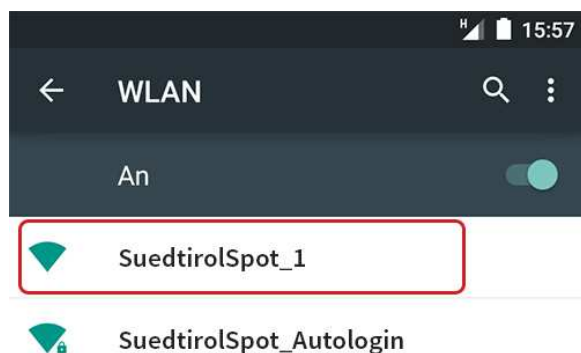 H 15:57
WLAN
An
SuedtirolSpot_1
SuedtirolSpot_Autologin